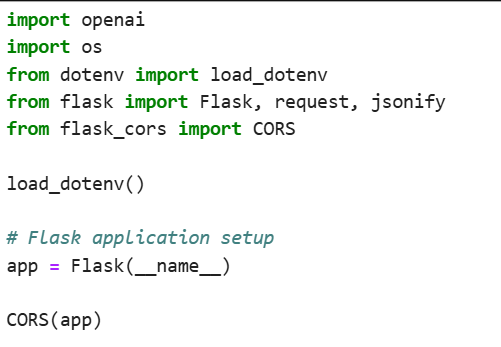 import openai
import os
from dotenv import load_dotenv
from flask import Flask, request, jsonify
from flask_cors import CORS
load_dotenv()
# Flask application setup
app = Flask(__name__)
CORS(app)